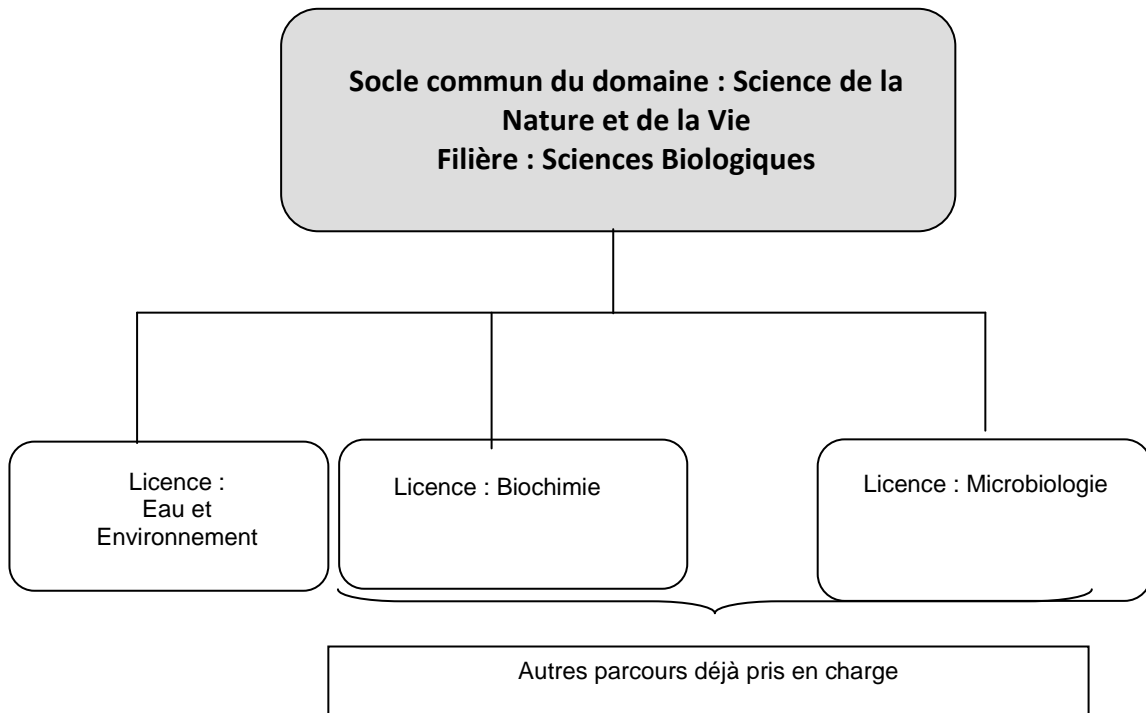 Socle commun du domaine : Science de la
Nature et de la Vie
Filière : Sciences Biologiques
Licence :
Eau et
Environnement
Licence : Biochimie
Licence : Microbiologie
Autres parcours déjà pris en charge